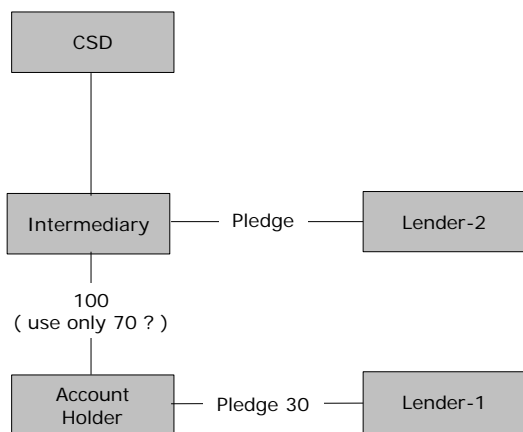 CSD
Intermediary
Pledge
Lender-2
100
( use only 70 ? )
Account
Holder
Pledge 30
Lender-1